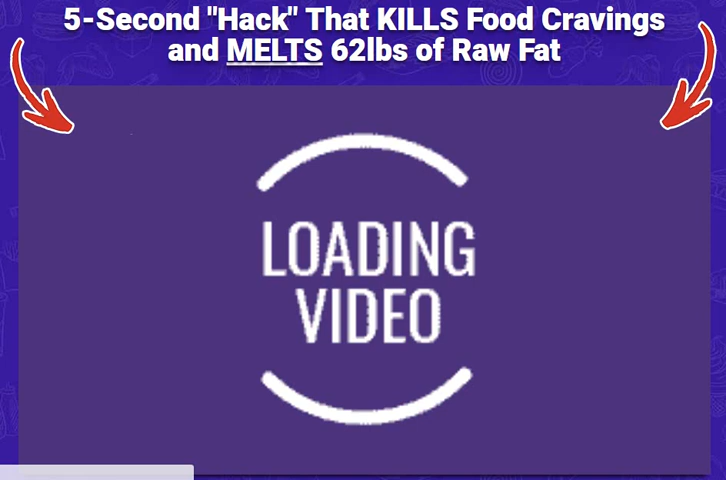 5-Second "Hack" That KILLS Food Cravings
and MELTS 62lbs of Raw Fat
LOADING
VIDEO